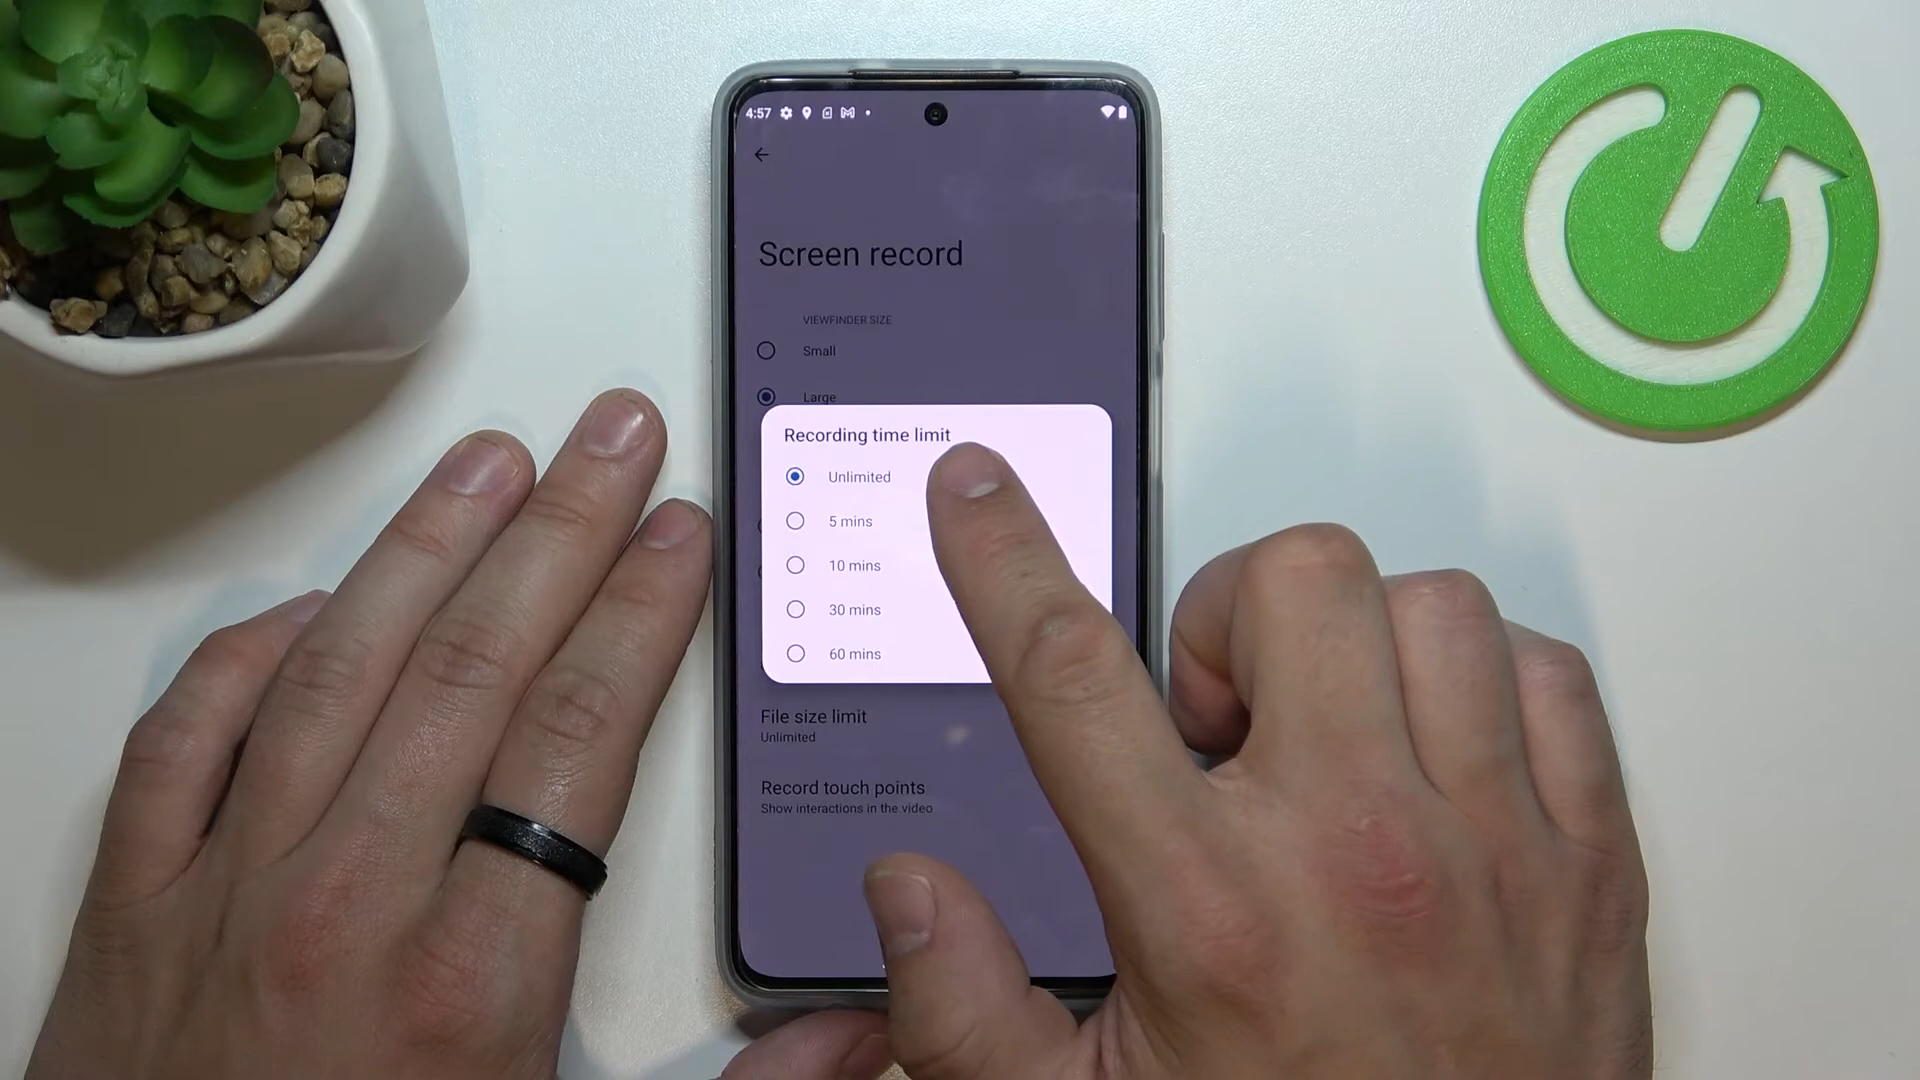 4:57
Screen record
VIEWFINDER SIZE
Small
Large
Recording time limit
Unlimited
5 mins
10 mins
30 mins
60 mins
File size limit
Unlimited
Record touch points
Show interactions in the video